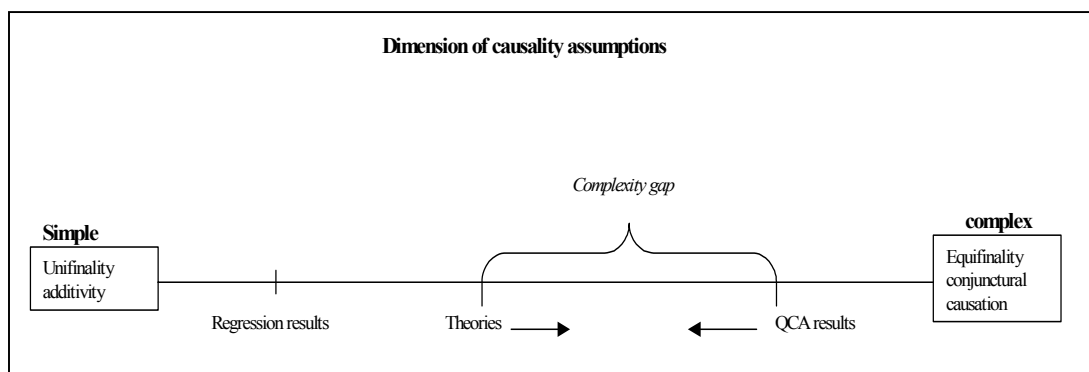 Dimension of causality assumptions
Complexity gap
Simple
Unifinality
additivity
complex
Equifinality
conjunctural
causation
Regression results
Theories
QCA results